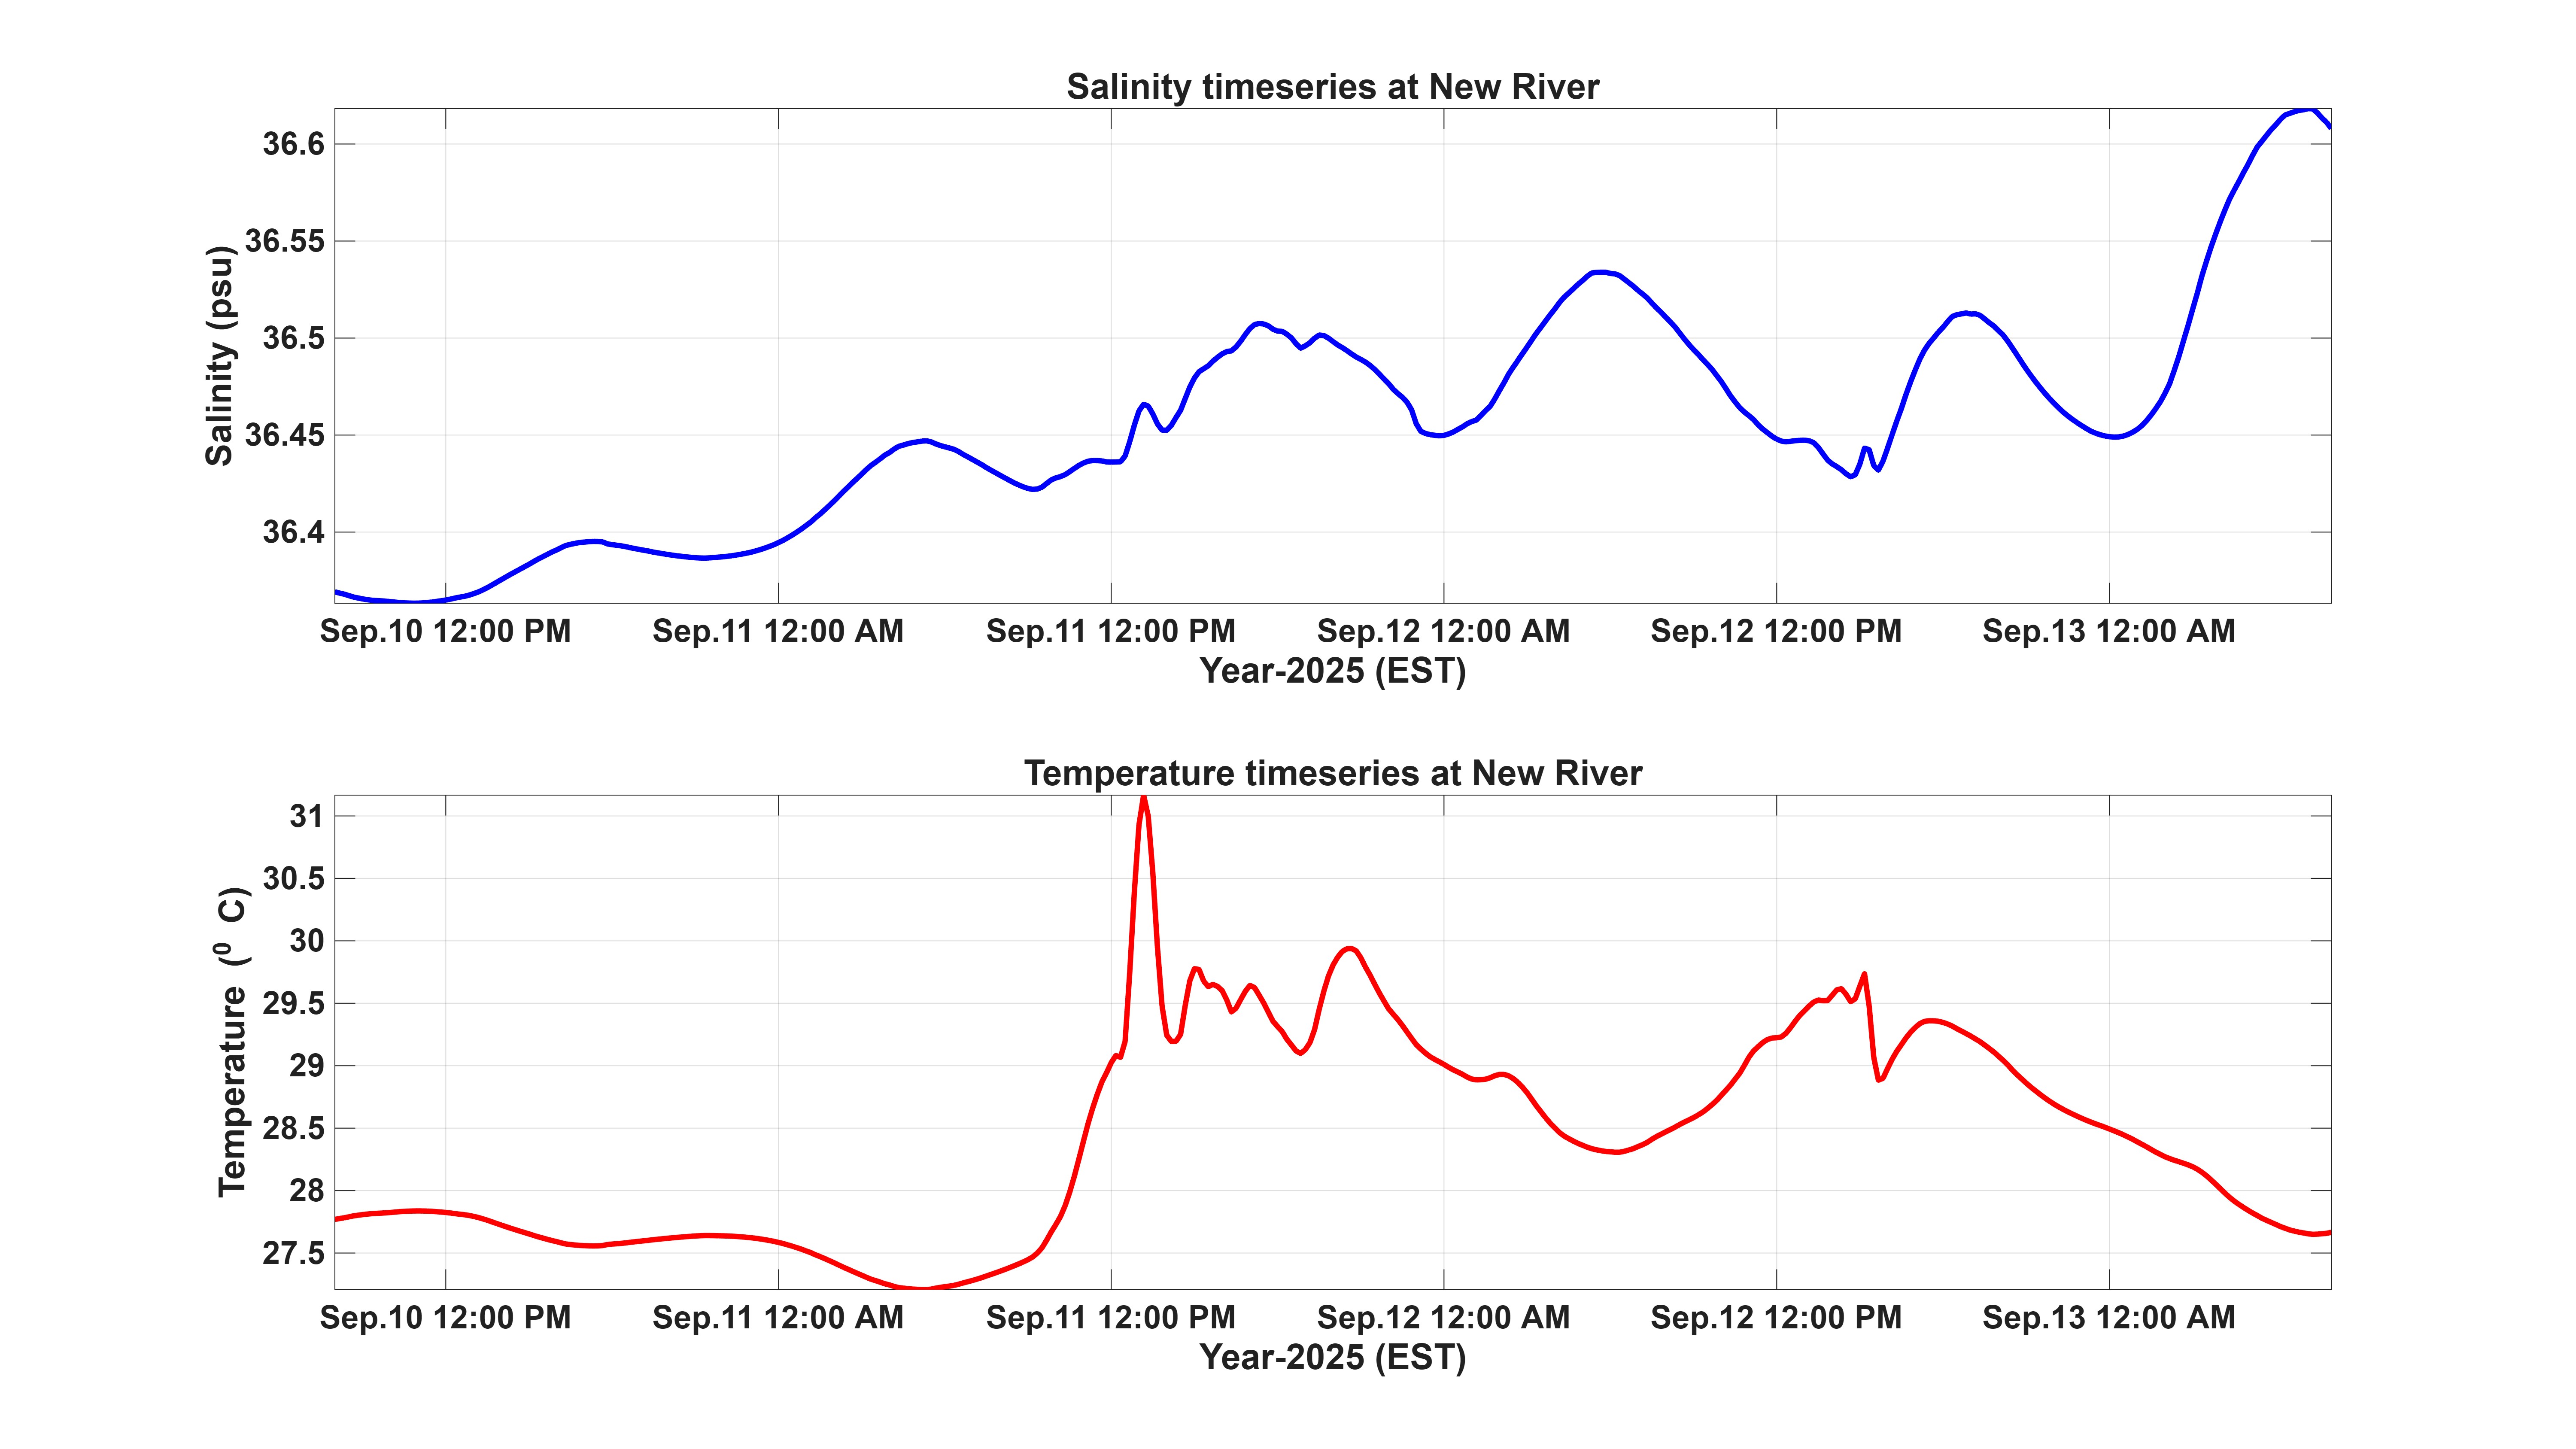 Salinity timeseries at New River
Salinity (psu)
36.6
36.55
36.5
36.45
36.4
Sep.10 12:00 PM Sep.11 12:00 AM Sep.11 12:00 PM Sep.12 12:00 AM Sep.12 12:00 PM Sep.13 12:00 AM
Year-2025 (EST)
Temperature timeseries at New River
Temperature (⁰ C)
31
30.5
30
29.5
29
28.5
28
27.5
Sep.10 12:00 PM Sep.11 12:00 AM Sep.11 12:00 PM Sep.12 12:00 AM Sep.12 12:00 PM Sep.13 12:00 AM
Year-2025 (EST)